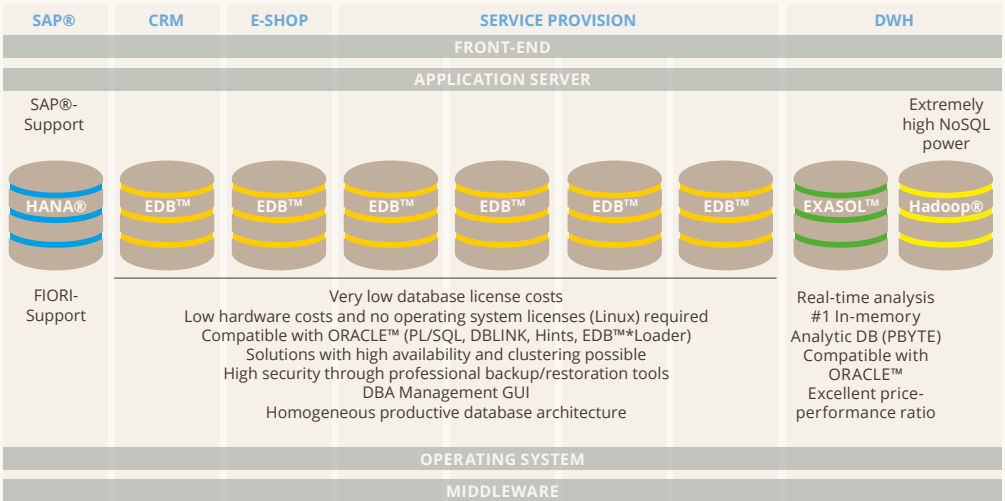 SAP® CRM E-SHOP SERVICE PROVISION DWH
FRONT-END
APPLICATION SERVER
SAP®-
Support
Extremely
high NoSQL
power
HANA® EDB™ EDB™ EDB™ EDB™ EDB™ EDB™ EXASOL™ Hadoop®
FIORI-
Support
Very low database license costs
Low hardware costs and no operating system licenses (Linux) required
Compatible with ORACLE™ (PL/SQL, DBLINK, Hints, EDB™*Loader)
Solutions with high availability and clustering possible
High security through professional backup/restoration tools
DBA Management GUI
Homogeneous productive database architecture
Real-time analysis
#1 In-memory
Analytic DB (PBYTE)
Compatible with
ORACLE™
Excellent price-
performance ratio
OPERATING SYSTEM
MIDDLEWARE